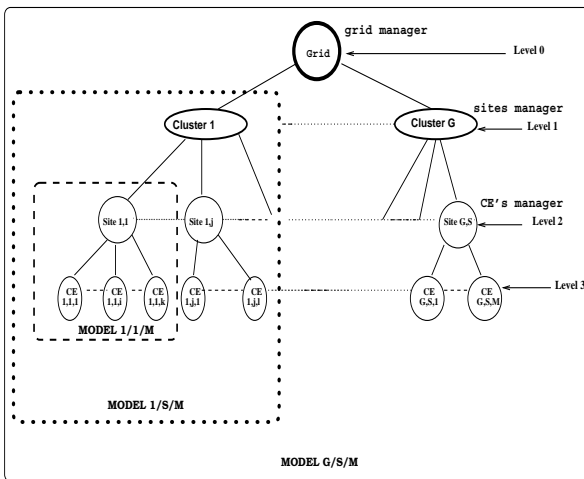 grid manager
Grid
Level 0
sites manager
Cluster 1
Cluster G
Level 1
CE's manager
Site 1,1
Site 1,j
Site G,S
Level 2
Level 3
CE
1,1,1
CE
1,1,i
CE
1,1,k
CE
1,j,1
CE
1,j,l
CE
G,S,1
CE
G,S,M
MODEL 1/1/M
MODEL 1/S/M
MODEL G/S/M